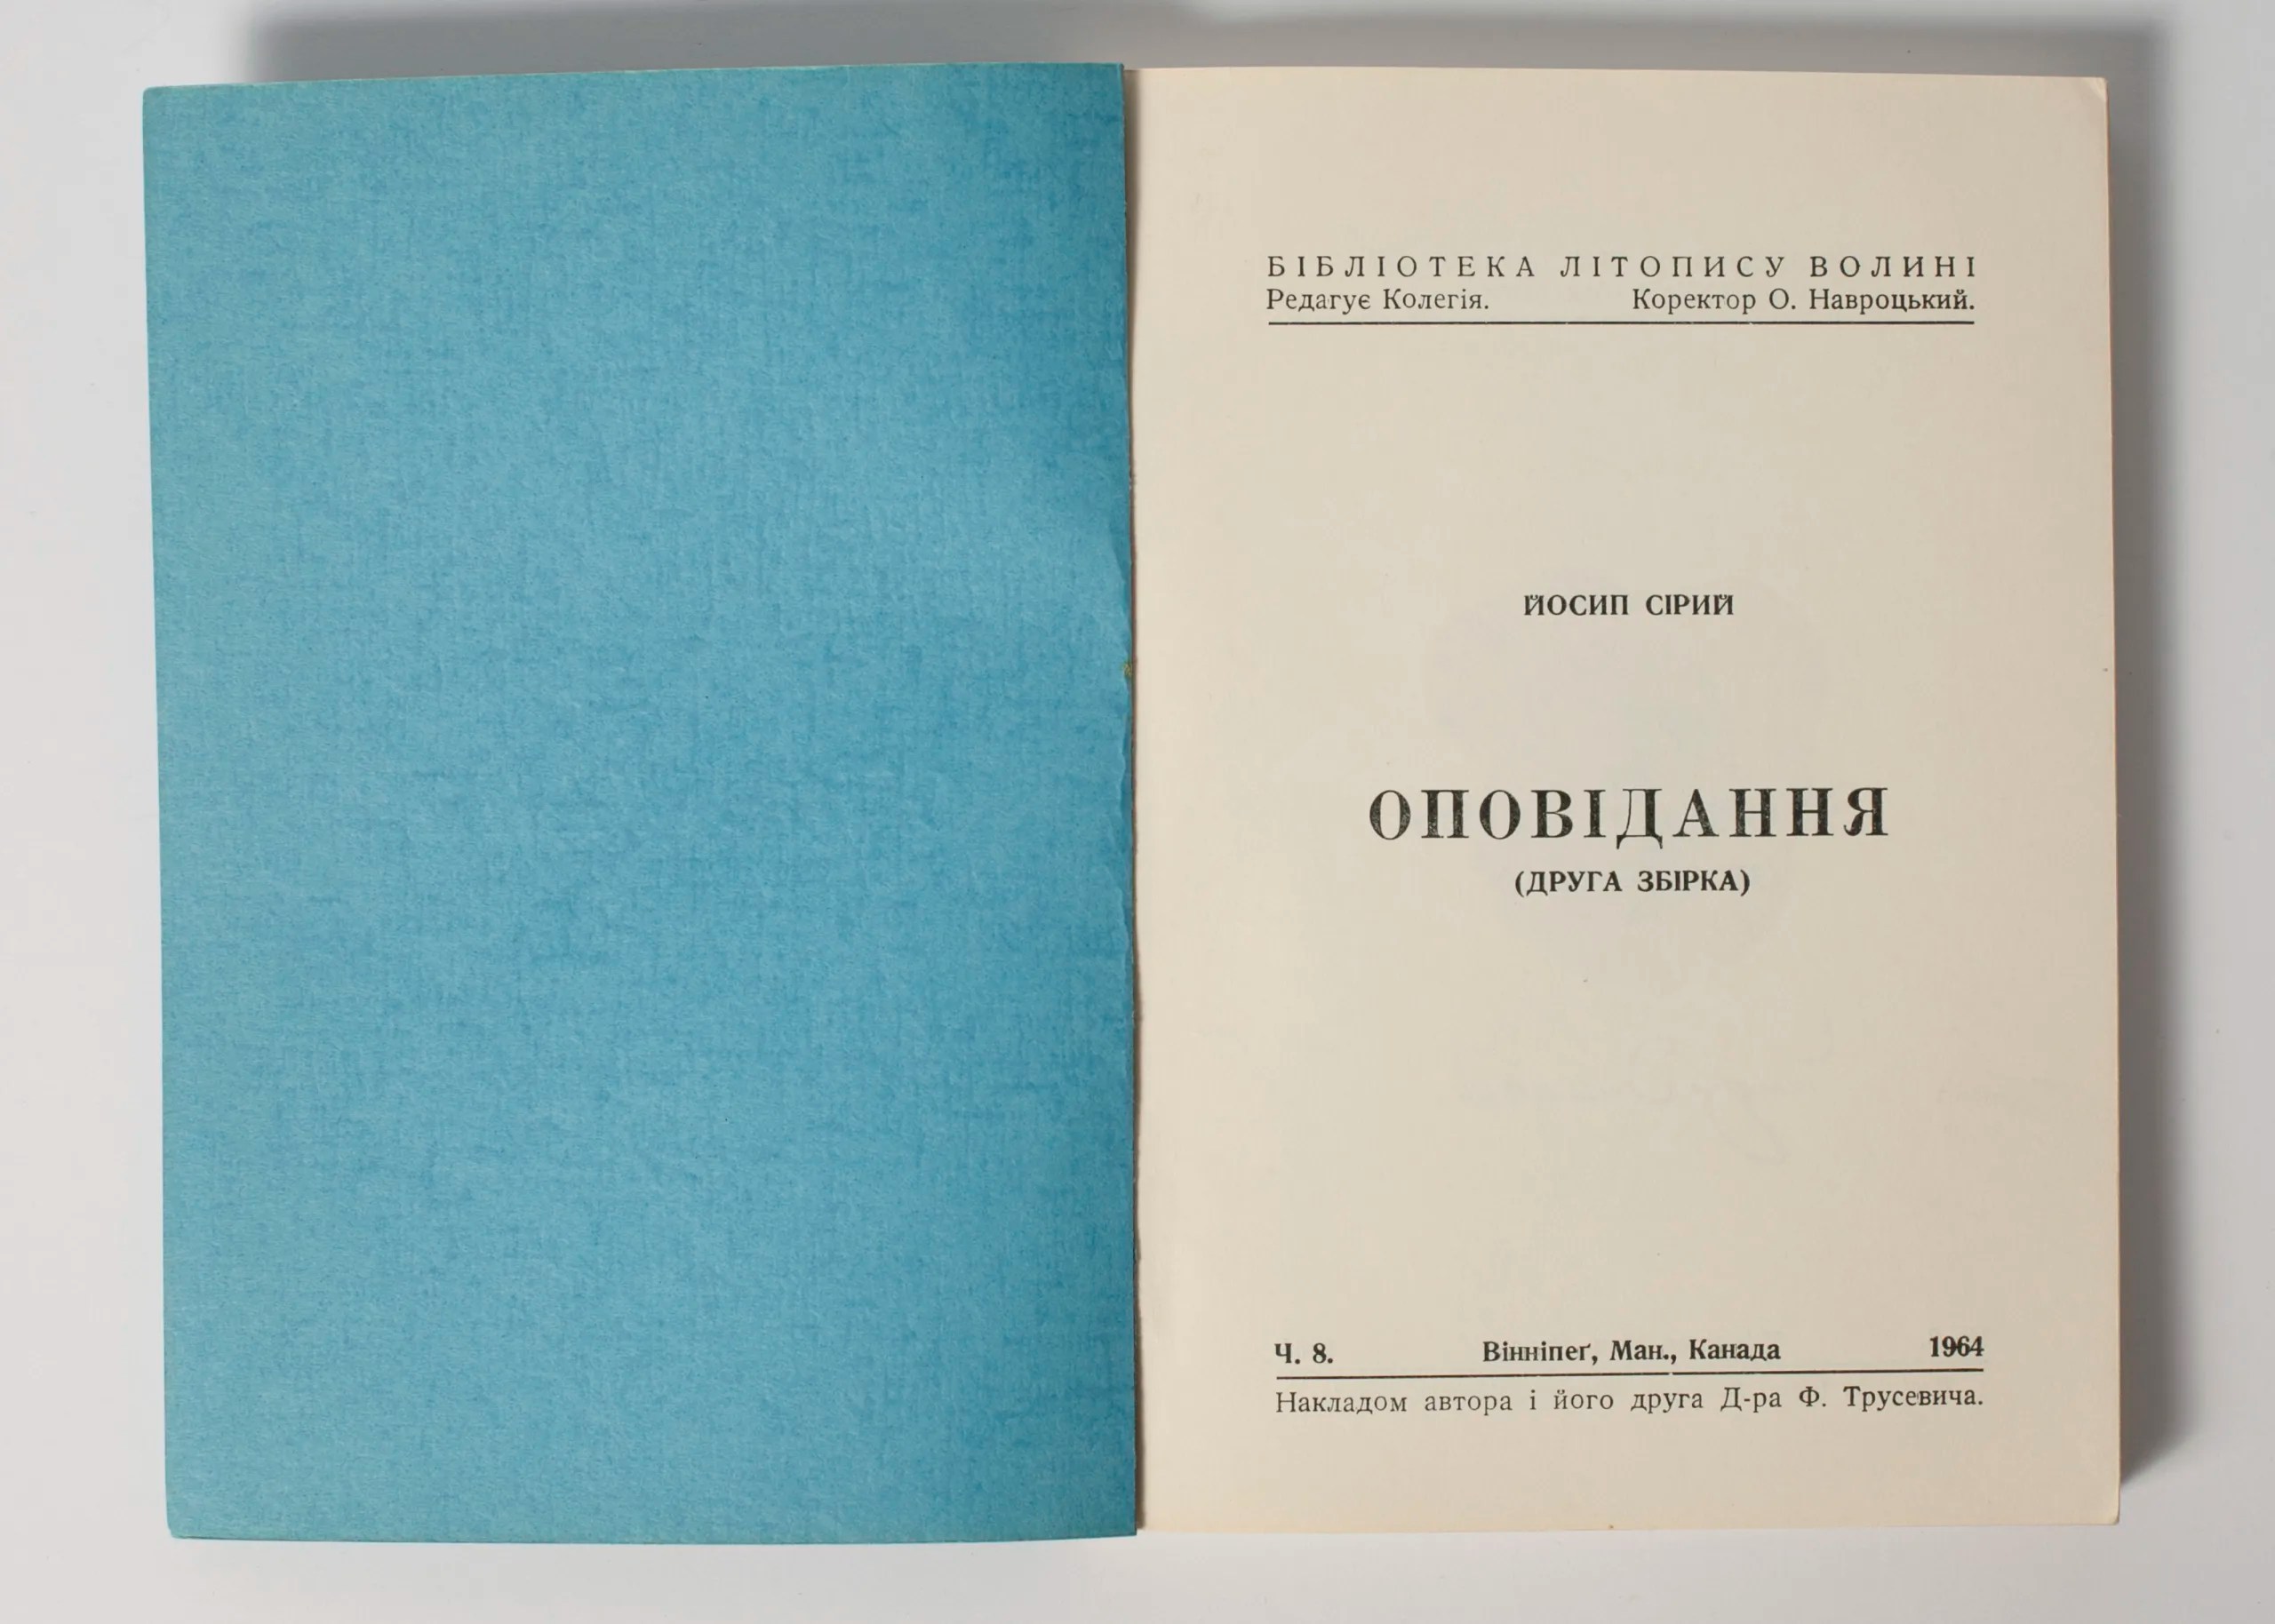 БІБЛІОТЕКА ЛІТОПИСУ ВОЛИНІ
Редагує Колегія. Коректор О. Навроцький.
ЙОСИП СІРИЙ
ОПОВІДАННЯ
(ДРУГА ЗБІРКА)
Ч. 8. Вінніпеґ, Ман., Канада 1964
Накладом автора і його друга Д-ра Ф. Трусевича.